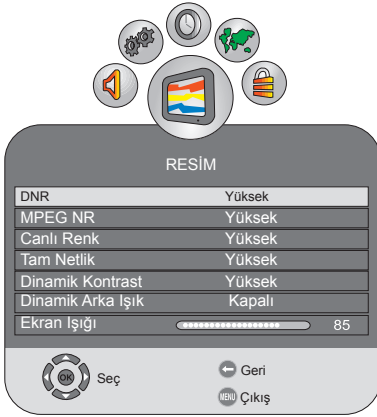 RESİM
DNR Yüksek
MPEG NR Yüksek
Canlı Renk Yüksek
Tam Netlik Yüksek
Dinamik Kontrast Yüksek
Dinamik Arka Işık Kapalı
Ekran Işığı 85
OK Seç
Geri
MENU Çıkış